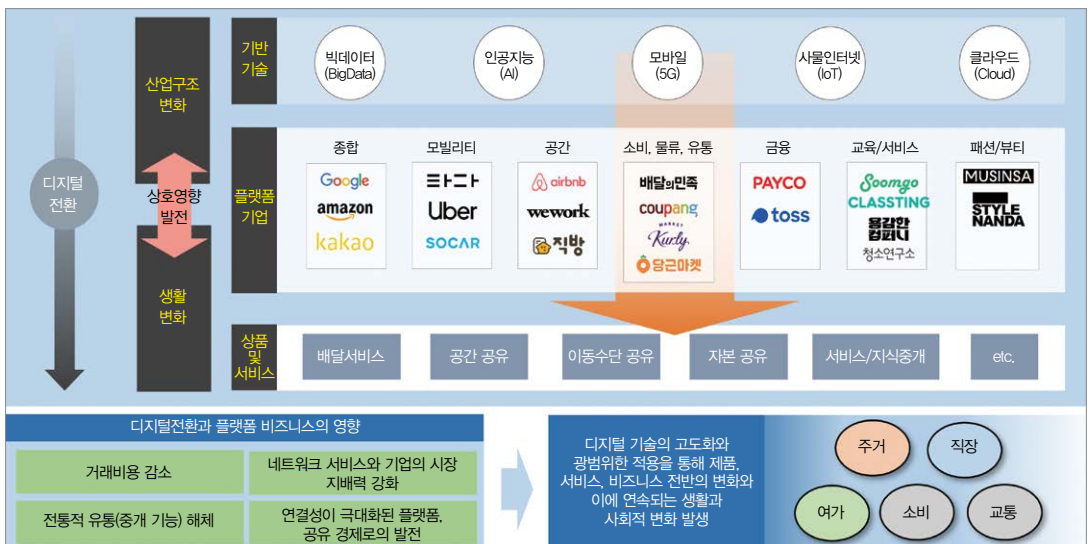 디지털
전환
산업구조
변화
상호영향
발전
생활
변화
기반
기술
빅데이터
(BigData)
인공지능
(AI)
모바일
(5G)
사물인터넷
(IoT)
클라우드
(Cloud)
플랫폼
기업
종합
Google
amazon
kakao
모빌리티
타다
Uber
SOCAR
공간
airbnb
wework
직방
소비, 물류, 유통
배달의민족
coupang
MARKET
Kurly
당근마켓
금융
PAYCO
toss
교육/서비스
Soomgo
CLASSTING
용감한
컴퍼니
청소연구소
패션/뷰티
MUSINSA
STYLE
NANDA
상품
및
서비스
배달서비스
공간 공유
이동수단 공유
자본 공유
서비스/지식중개
etc.
디지털전환과 플랫폼 비즈니스의 영향
거래비용 감소
네트워크 서비스와 기업의 시장
지배력 강화
전통적 유통(중개 기능) 해체
연결성이 극대화된 플랫폼,
공유 경제로의 발전
디지털 기술의 고도화와
광범위한 적용을 통해 제품,
서비스, 비즈니스 전반의 변화와
이에 연속되는 생활과
사회적 변화 발생
주거
직장
여가
소비
교통